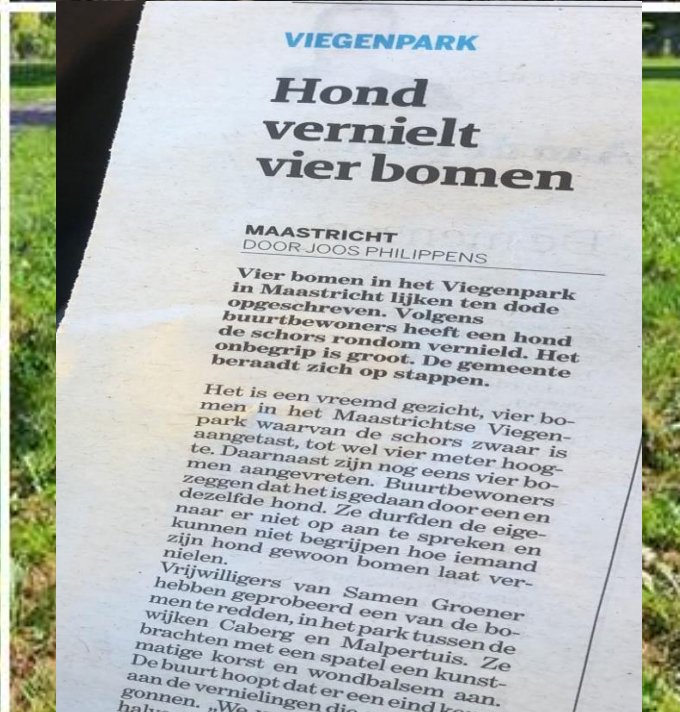 VIEGENPARK
Hond
vernielt
vier bomen
MAASTRICHT
DOOR JOOS PHILIPPENS
Vier bomen in het Viegenpark
in Maastricht lijken ten dode
opgeschreven. Volgens
buurtbewoners heeft een hond
de schors rondom vernield. Het
onbegrip is groot. De gemeente
beraadt zich op stappen.
Het is een vreemd gezicht, vier bo-
men in het Maastrichtse Viegen-
park waarvan de schors zwaar is
aangetast, tot wel vier meter hoog-
te. Daarnaast zijn nog eens vier bo-
men aangevreten. Buurtbewoners
zeggen dat het is gedaan door een en
dezelfde hond. Ze durfden de eige-
naar er niet op aan te spreken en
kunnen niet begrijpen hoe iemand
zijn hond gewoon bomen laat ver-
nielen.
Vrijwilligers van Samen Groener
hebben geprobeerd een van de bo-
men te redden, in het park tussen de
wijken Caberg en Malpertuis. Ze
brachten met een spatel een kunst-
matige korst en wondbalsem aan.
De buurt hoopt dat er een eind
aan de vernielingen
gonnen. „We